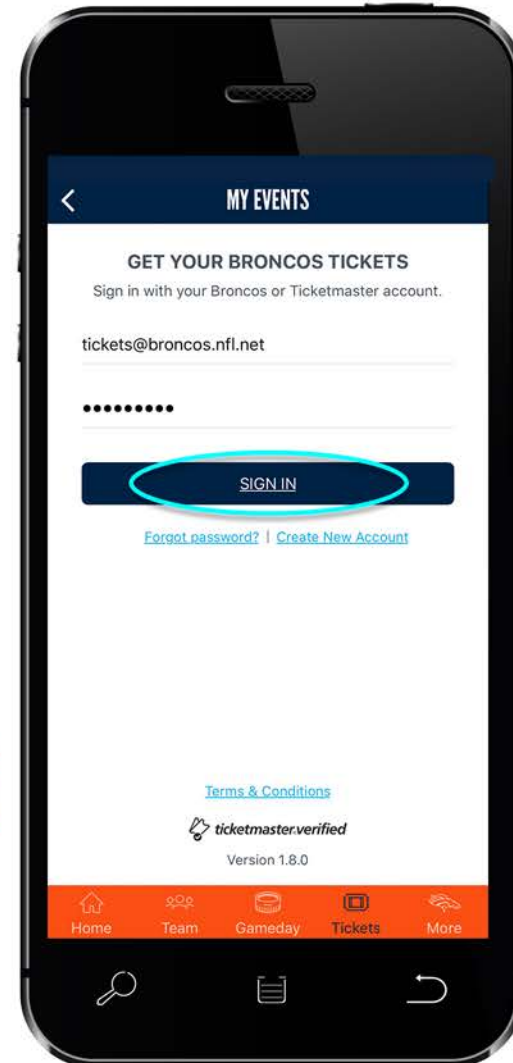 MY EVENTS
GET YOUR BRONCOS TICKETS
Sign in with your Broncos or Ticketmaster account.
tickets@broncos.nfl.net
•••••••••
SIGN IN
Forgot password? | Create New Account
Terms & Conditions
ticketmaster.verified
Version 1.8.0
Home Team Gameday Tickets More